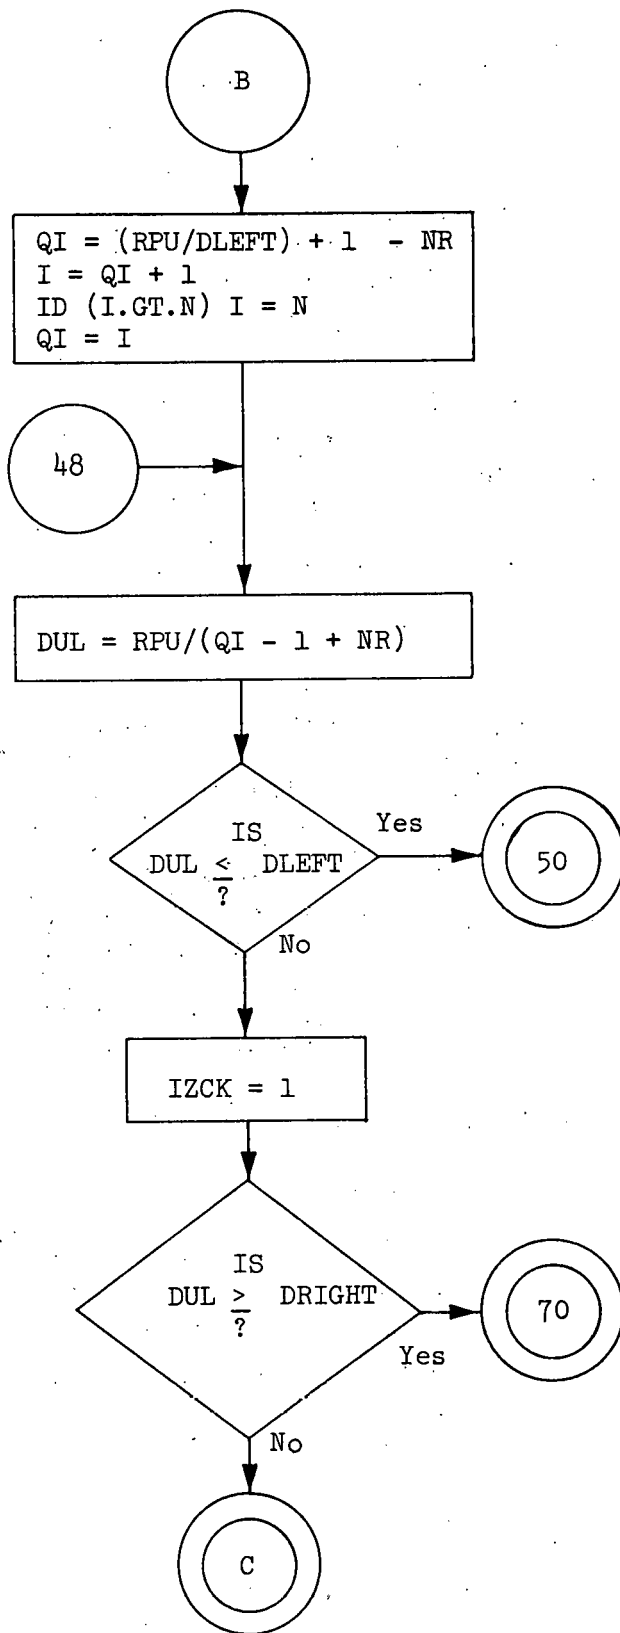 B
QI = (RPU/DLEFT) + 1 - NR
I = QI + 1
ID (I.GT.N) I = N
QI = I
48
DUL = RPU/(QI - 1 + NR)
IS
DUL ≤ DLEFT
?
Yes
50
No
IZCK = 1
IS
DUL ≥ DRIGHT
?
Yes
70
No
C